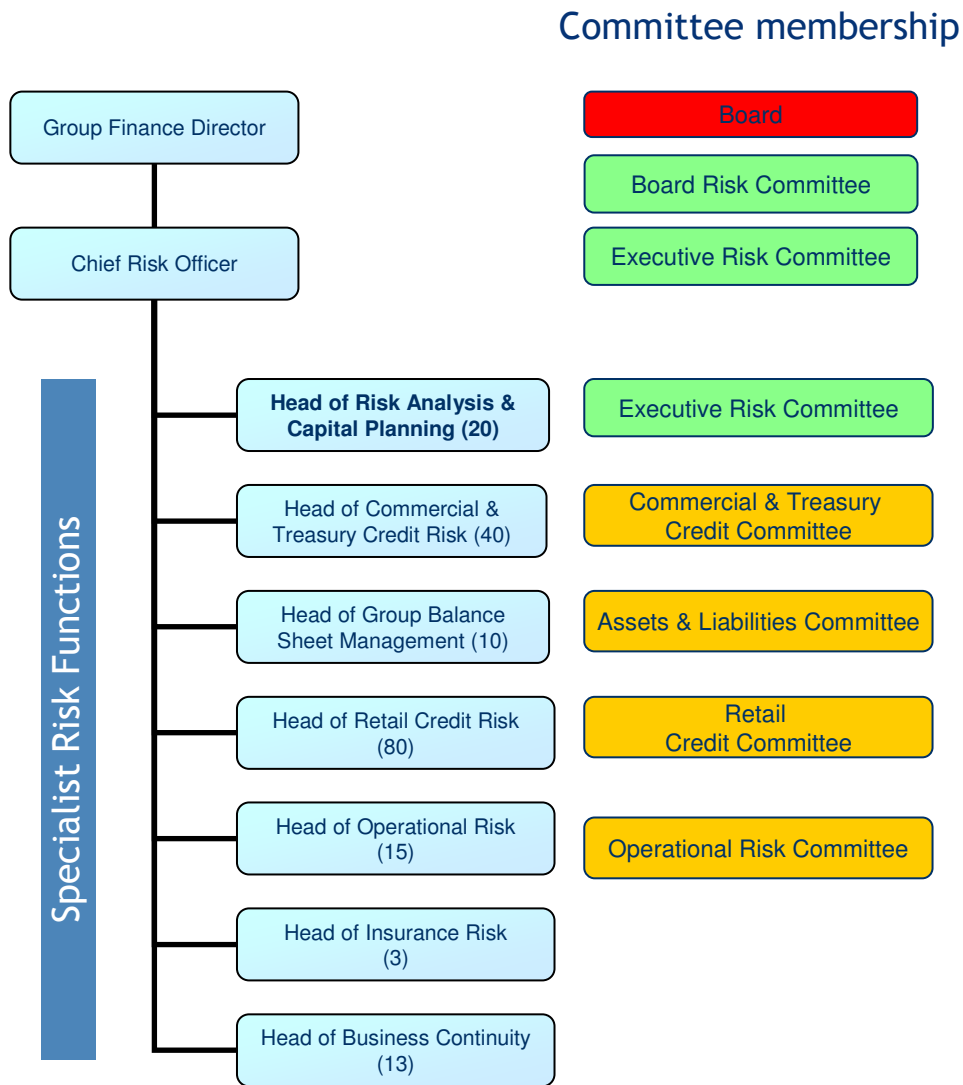 Committee membership
Group Finance Director
Board
Board Risk Committee
Chief Risk Officer
Executive Risk Committee
Specialist Risk Functions
Head of Risk Analysis &
Capital Planning (20)
Executive Risk Committee
Head of Commercial &
Treasury Credit Risk (40)
Commercial & Treasury
Credit Committee
Head of Group Balance
Sheet Management (10)
Assets & Liabilities Committee
Head of Retail Credit Risk
(80)
Retail
Credit Committee
Head of Operational Risk
(15)
Operational Risk Committee
Head of Insurance Risk
(3)
Head of Business Continuity
(13)